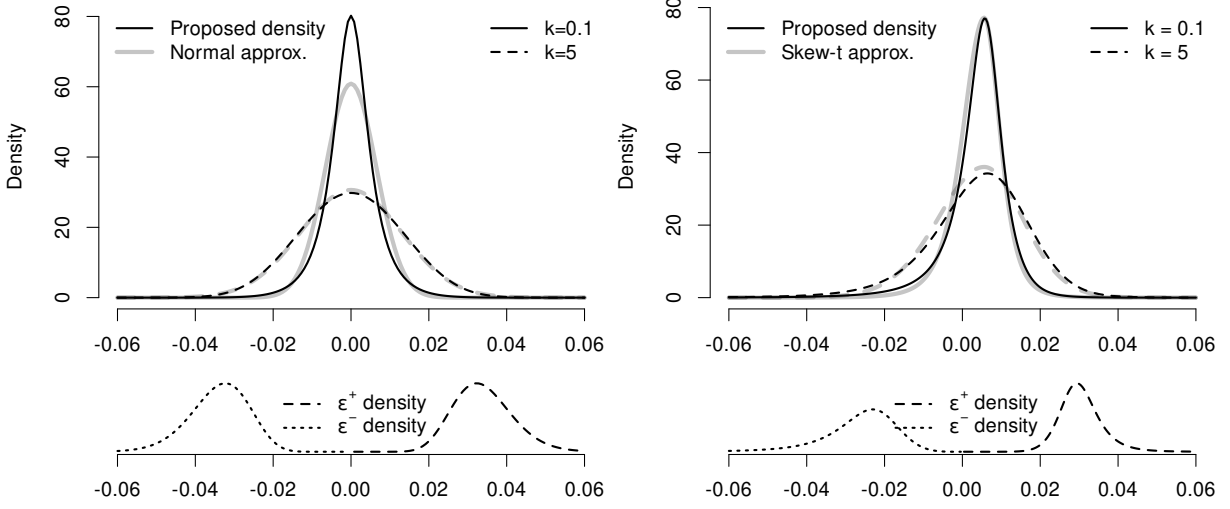 Proposed density
Normal approx.
k=0.1
k=5
Density
0
20
40
60
80
-0.06 -0.04 -0.02 0.00 0.02 0.04 0.06
ε+ density
ε− density
-0.06 -0.04 -0.02 0.00 0.02 0.04 0.06
Proposed density
Skew-t approx.
k = 0.1
k = 5
Density
0
20
40
60
80
-0.06 -0.04 -0.02 0.00 0.02 0.04 0.06
ε+ density
ε− density
-0.06 -0.04 -0.02 0.00 0.02 0.04 0.06